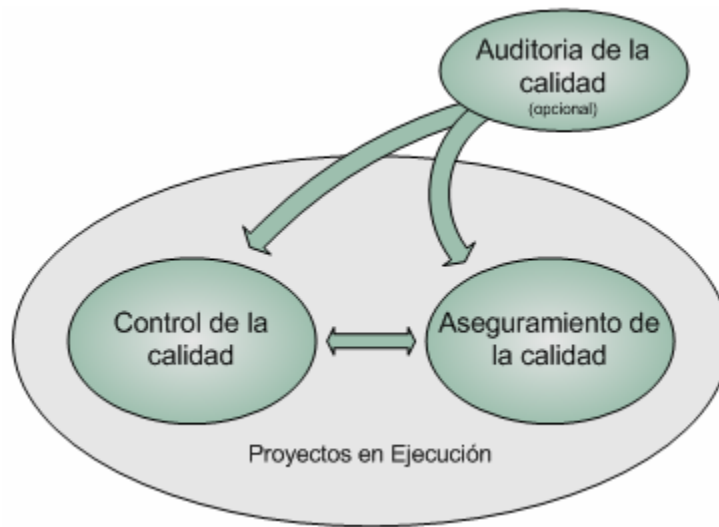 Auditoria de la
calidad
(opcional)
Control de la
calidad
Aseguramiento de
la calidad
Proyectos en Ejecución